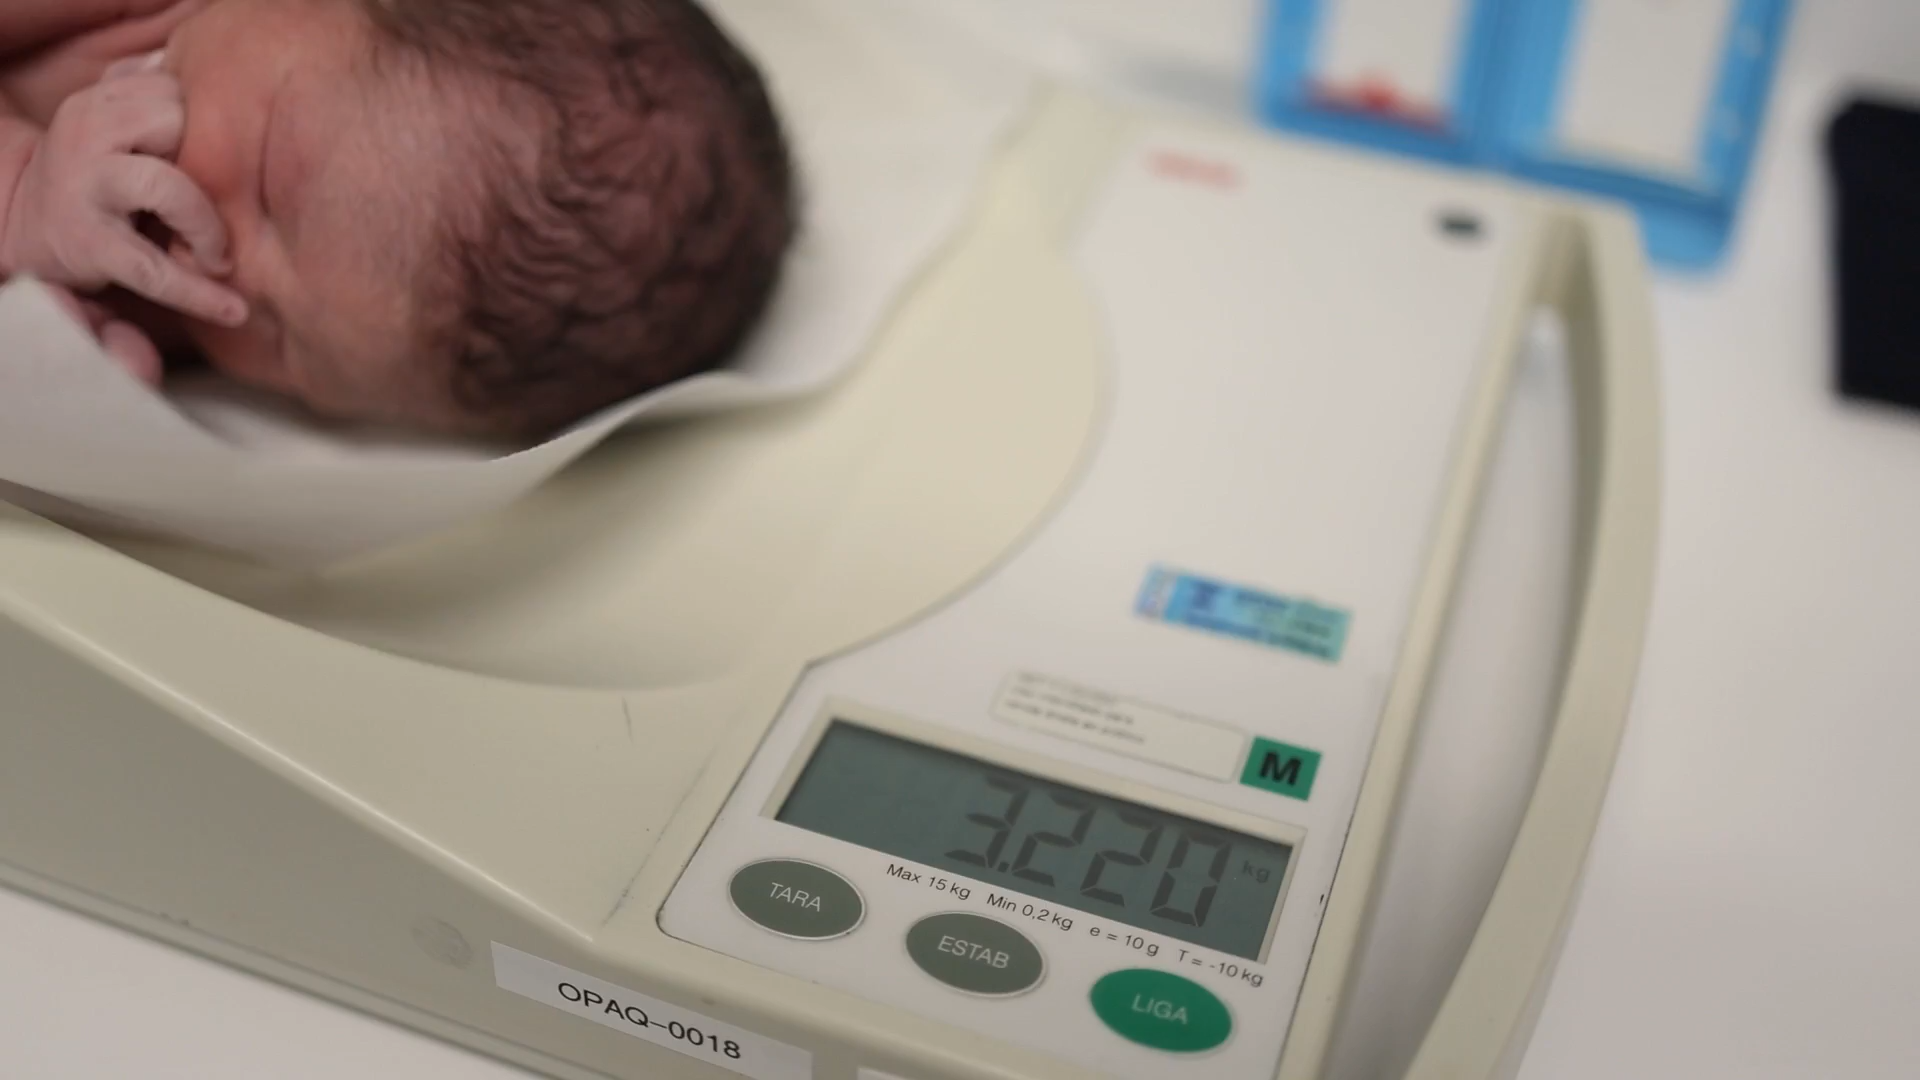 M
3.220 kg
Max 15 kg Min 0,2 kg e = 10 g T = -10 kg
TARA
ESTAB
LIGA
OPAQ-0018